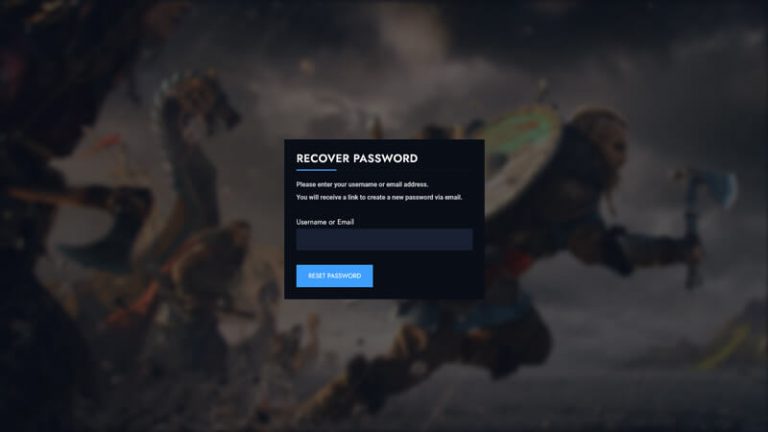 RECOVER PASSWORD
Please enter your username or email address.
You will receive a link to create a new password via email.
Username or Email
RESET PASSWORD